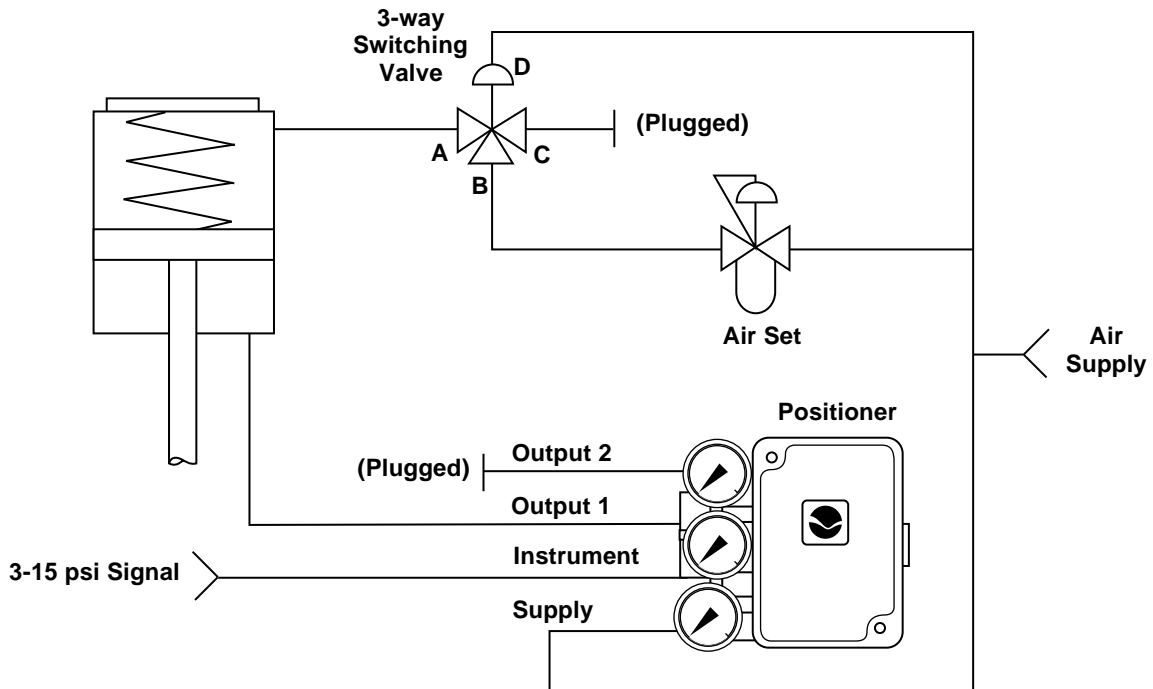 3-way
Switching
Valve
D
(Plugged)
A
C
B
Air Set
Air
Supply
Positioner
Output 2
(Plugged)
Output 1
Instrument
3-15 psi Signal
Supply